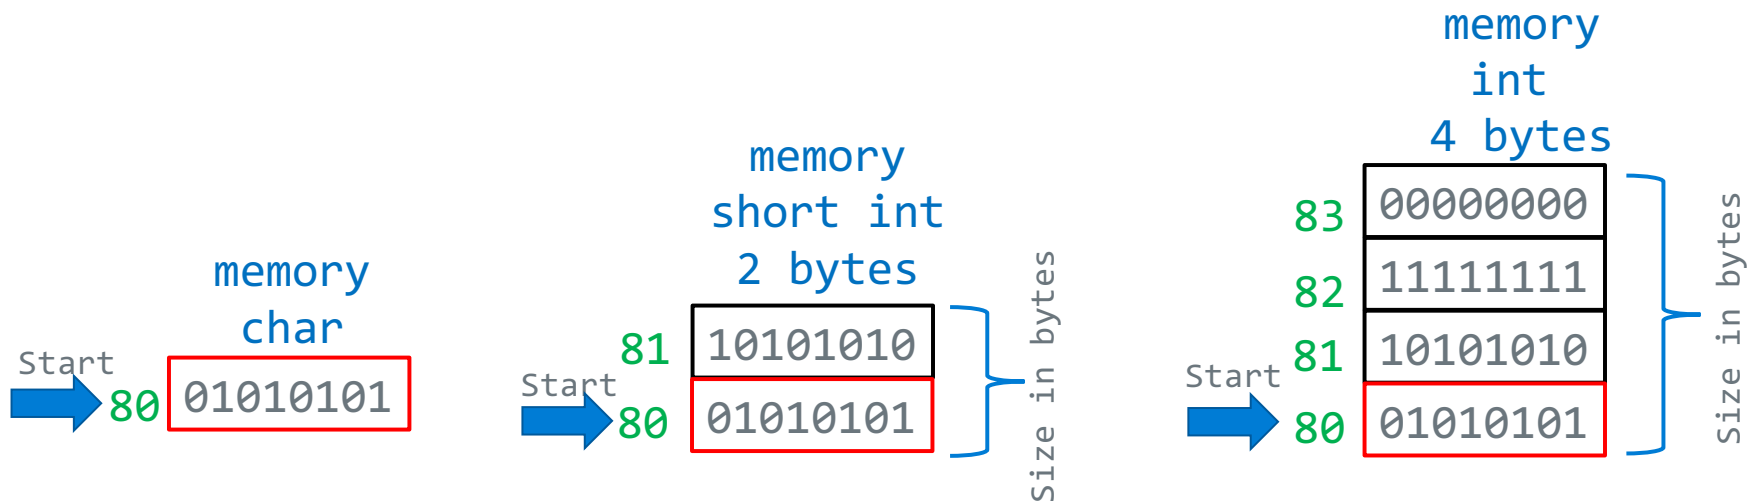 memory
char
Start
80 01010101
memory
short int
2 bytes
81 10101010
Start
80 01010101
Size in bytes
memory
int
4 bytes
83 00000000
82 11111111
81 10101010
Start
80 01010101
Size in bytes